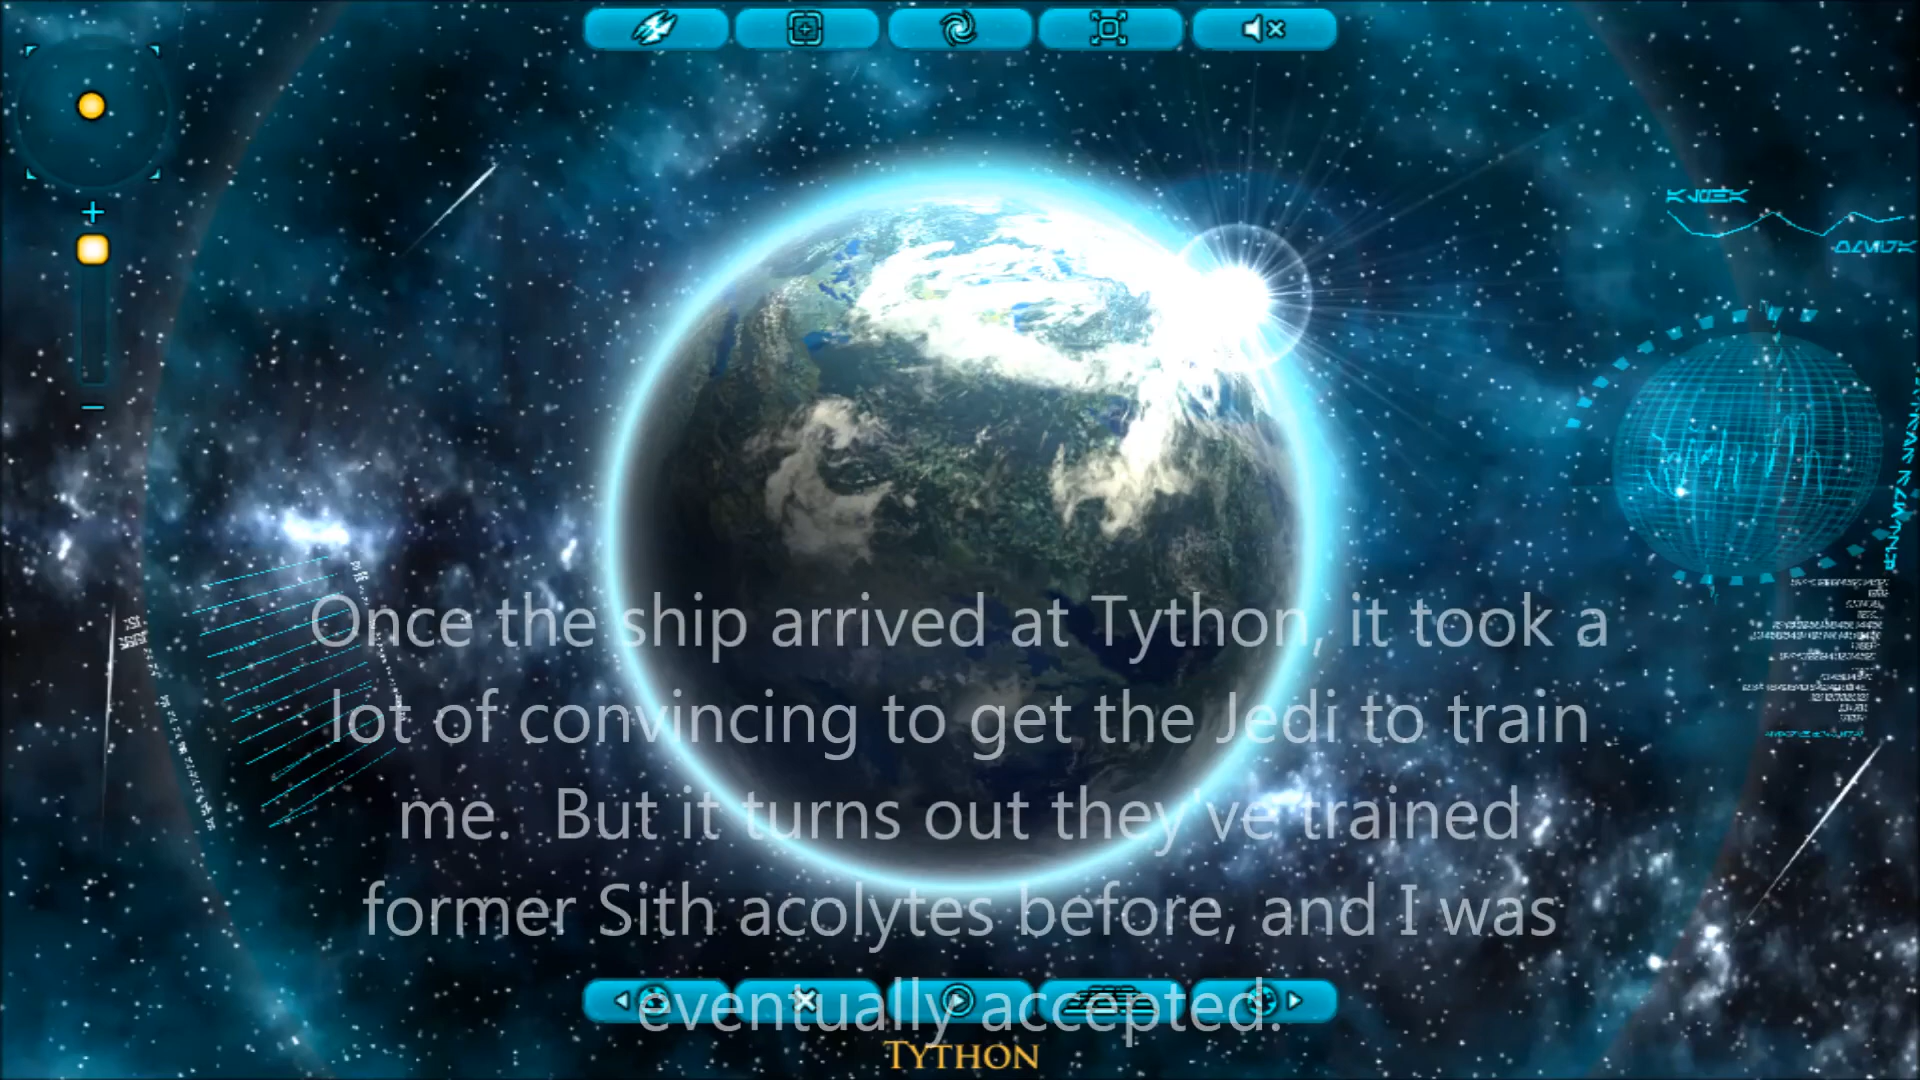 Once the ship arrived at Tython, it took a
lot of convincing to get the Jedi to train
me.  But it turns out they've trained
former Sith acolytes before, and I was
eventually accepted.
TYTHON